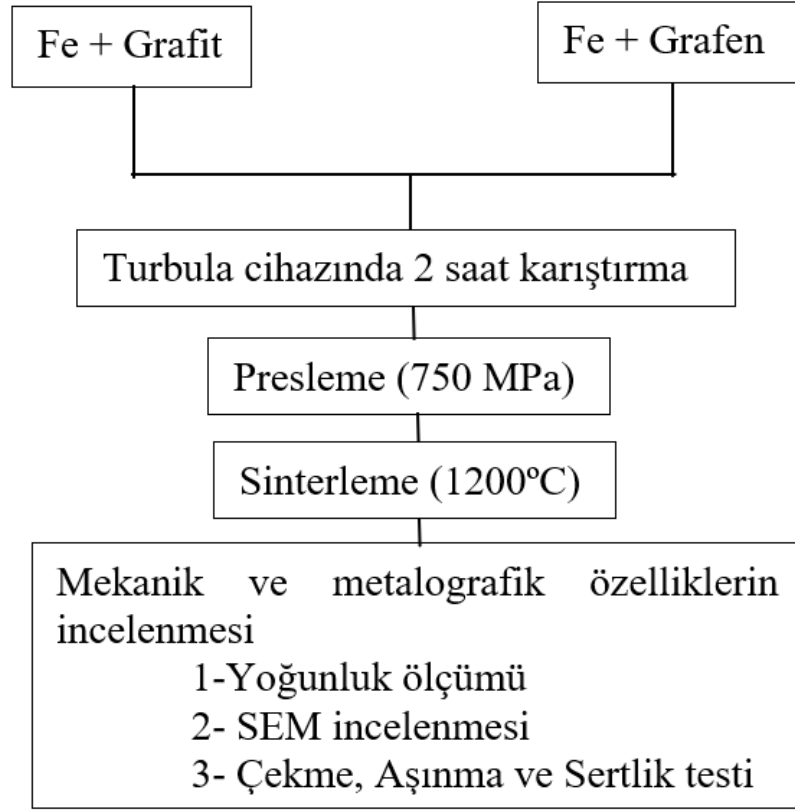 Fe + Grafit
Fe + Grafen
Turbula cihazında 2 saat karıştırma
Presleme (750 MPa)
Sinterleme (1200ºC)
Mekanik ve metalografik özelliklerin
incelenmesi
1-Yoğunluk ölçümü
2- SEM incelenmesi
3- Çekme, Aşınma ve Sertlik testi